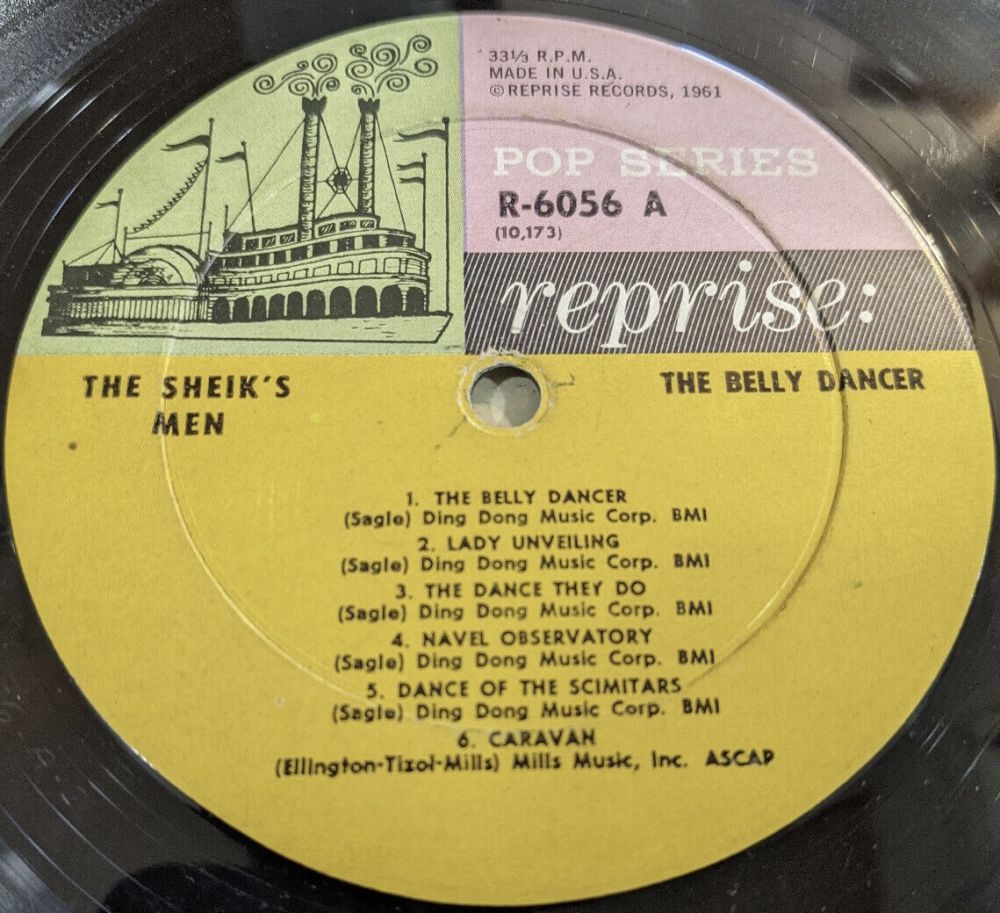 33⅓ R.P.M.
MADE IN U.S.A.
©REPRISE RECORDS, 1961
POP SERIES
R-6056 A
(10,173)
reprise:
THE SHEIK'S
MEN
THE BELLY DANCER
1. THE BELLY DANCER
(Sagle) Ding Dong Music Corp. BMI
2. LADY UNVEILING
(Sagle) Ding Dong Music Corp. BMI
3. THE DANCE THEY DO
(Sagle) Ding Dong Music Corp. BMI
4. NAVEL OBSERVATORY
(Sagle) Ding Dong Music Corp. BMI
5. DANCE OF THE SCIMITARS
(Sagle) Ding Dong Music Corp. BMI
6. CARAVAN
(Ellington-Tizol-Mills) Mills Music, Inc. ASCAP